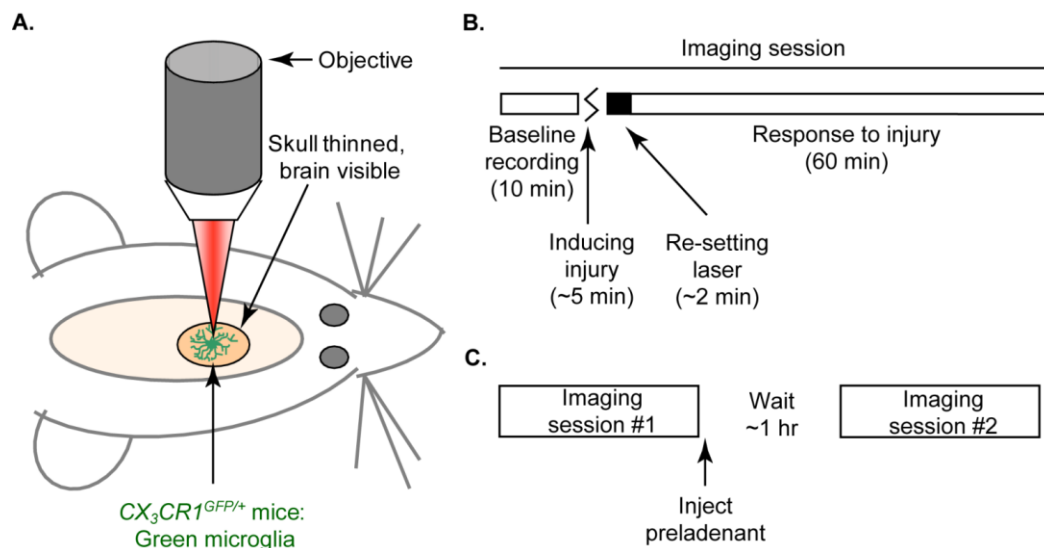 A.
Objective
Skull thinned,
brain visible
CX₃CR1ᴳFP/+ mice:
Green microglia
B.
Imaging session
Baseline
recording
(10 min)
Response to injury
(60 min)
Inducing
injury
(~5 min)
Re-setting
laser
(~2 min)
C.
Imaging
session #1
Wait
~1 hr
Imaging
session #2
Inject
preladenant